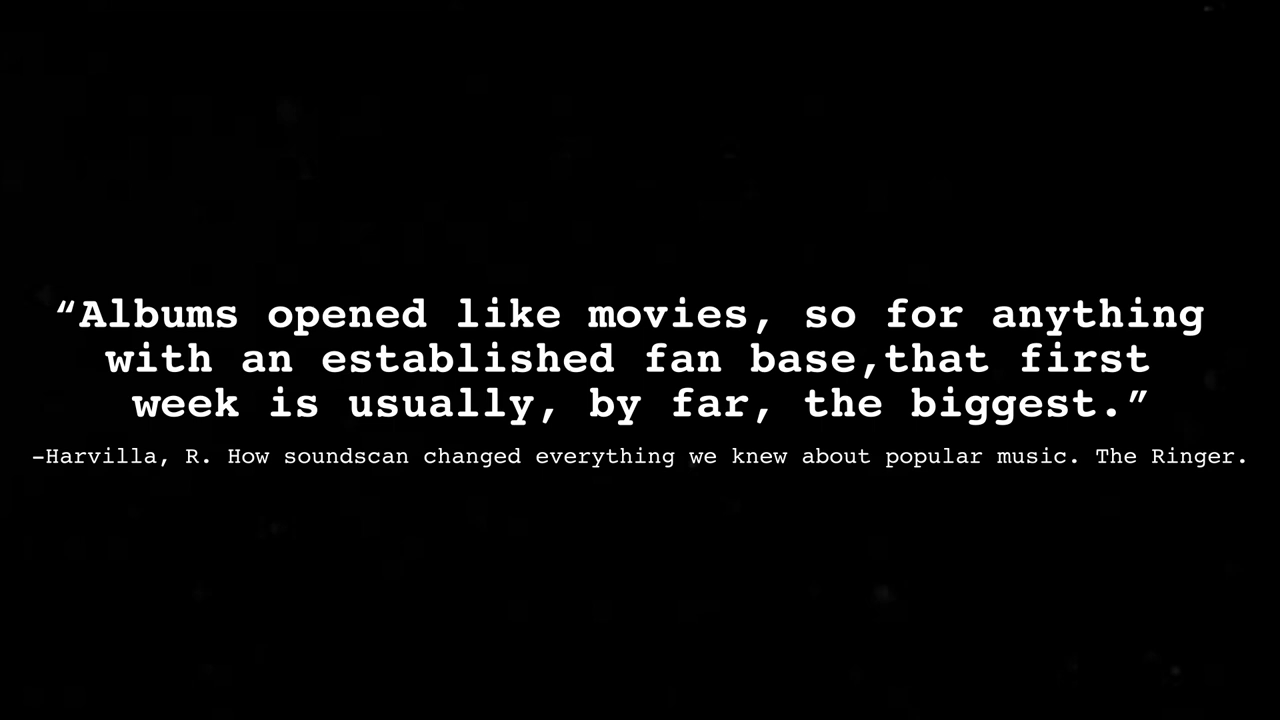 “Albums opened like movies, so for anything
with an established fan base,that first
week is usually, by far, the biggest.”
–Harvilla, R. How soundscan changed everything we knew about popular music. The Ringer.